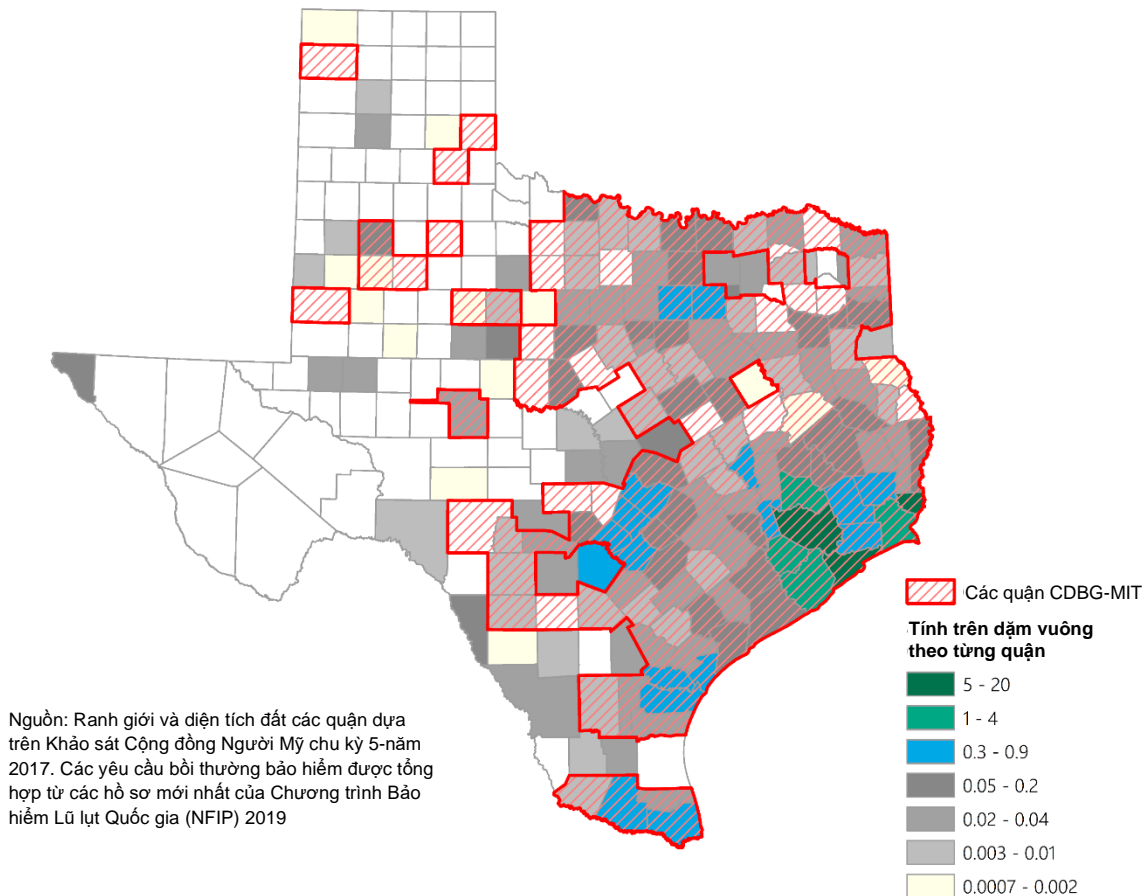 Các quận CDBG-MIT
Tính trên dặm vuông
theo từng quận
5 - 20
1 - 4
0.3 - 0.9
0.05 - 0.2
0.02 - 0.04
0.003 - 0.01
0.0007 - 0.002
Nguồn: Ranh giới và diện tích đất các quận dựa
trên Khảo sát Cộng đồng Người Mỹ chu kỳ 5-năm
2017. Các yêu cầu bồi thường bảo hiểm được tổng
hợp từ các hồ sơ mới nhất của Chương trình Bảo
hiểm Lũ lụt Quốc gia (NFIP) 2019